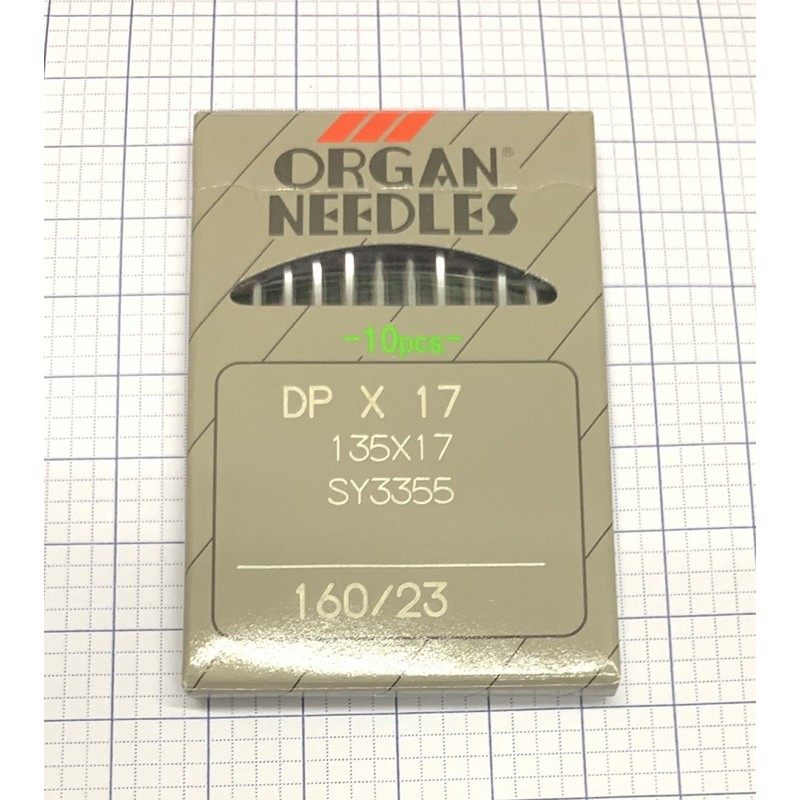 ORGAN®
NEEDLES
-10pcs-
DP X 17
135X17
SY3355
160/23